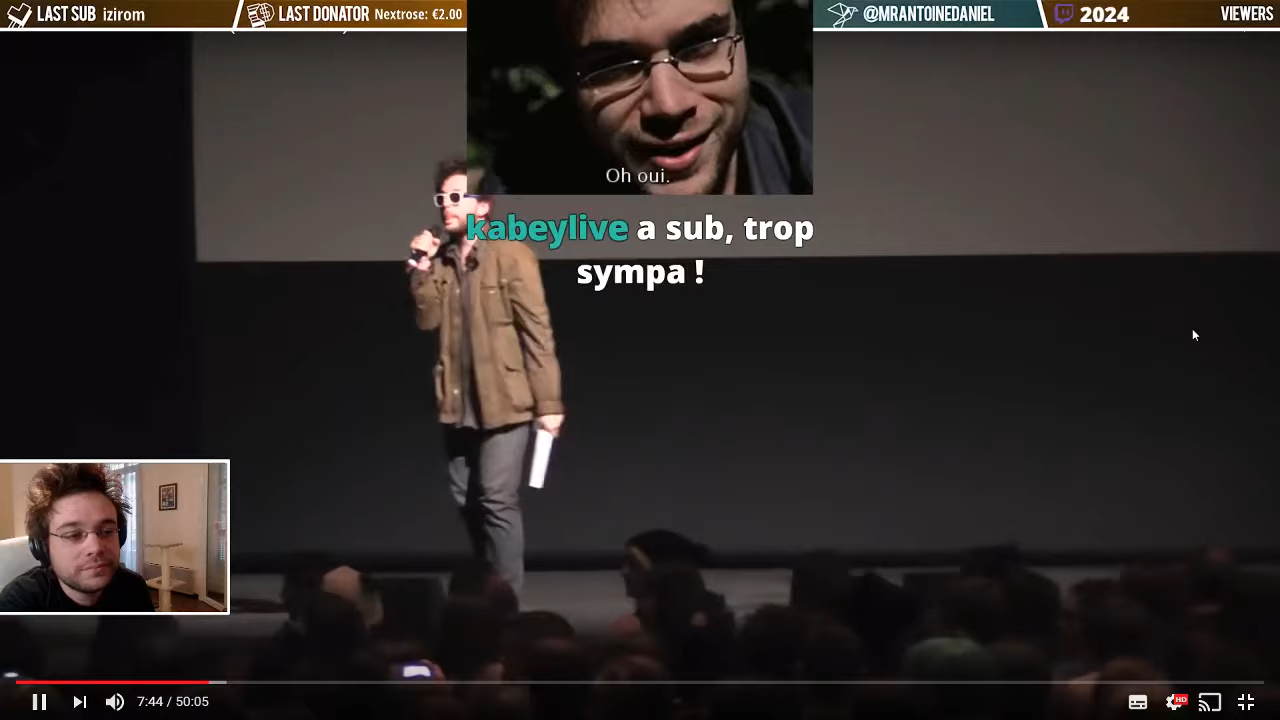 LAST SUB izirom
LAST DONATOR Nextrose: €2.00
@MRANTOINEDANIEL
2024
VIEWERS
Oh oui.
kabeylive a sub, trop
sympa !
7:44 / 50:05
HD